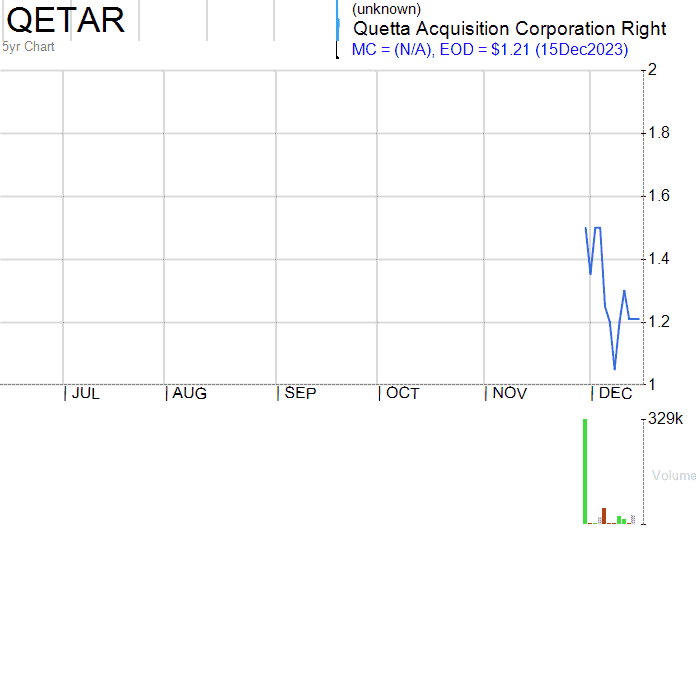 QETAR
(unknown)
Quetta Acquisition Corporation Right
5yr Chart
MC = (N/A), EOD = $1.21 (15Dec2023)
2
1.8
1.6
1.4
1.2
1
JUL AUG SEP OCT NOV DEC
329k
Volume